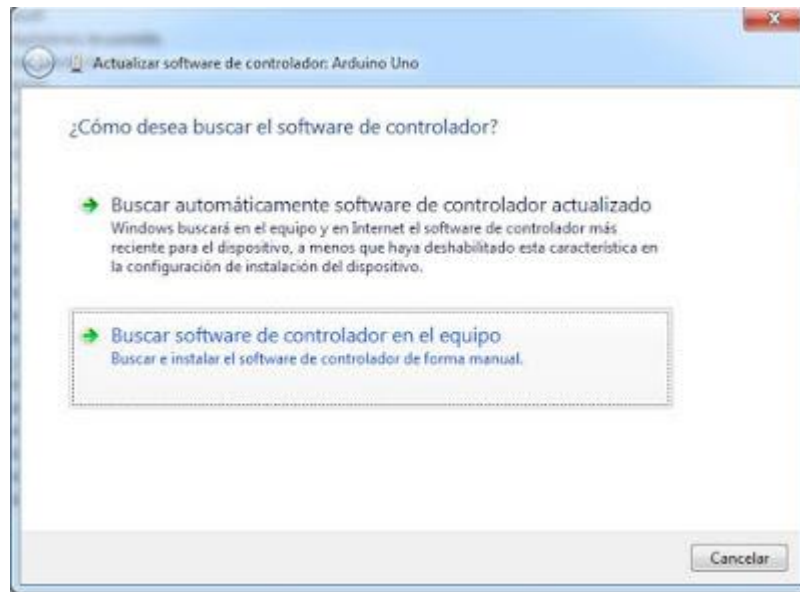 Actualizar software de controlador: Arduino Uno
¿Cómo desea buscar el software de controlador?
Buscar automáticamente software de controlador actualizado
Windows buscará en el equipo y en Internet el software de controlador más
reciente para el dispositivo, a menos que haya deshabilitado esta característica en
la configuración de instalación del dispositivo.
Buscar software de controlador en el equipo
Buscar e instalar el software de controlador de forma manual.
Cancelar